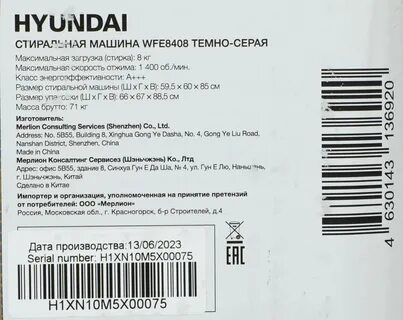 HYUNDAI
СТИРАЛЬНАЯ МАШИНА WFE8408 ТЕМНО-СЕРАЯ
Максимальная загрузка (стирка): 8 кг
Максимальная скорость отжима: 1 400 об./мин.
Класс энергоэффективности: A+++
Размер стиральной машины (Ш х Г х В): 59,5 х 60 х 85 см
Размер упаковки (Ш х Г х В): 66 х 67 х 88,5 см
Масса брутто: 71 кг
Изготовитель:
Merlion Consulting Services (Shenzhen) Co., Ltd.
Address: No. 5B55, Building 8, Xinghua Gong Ye Dasha, No. 4, Gong Ye Liu Road,
Nanshan District, Shenzhen, China
Made in China
Мерлион Консалтинг Сервисез (Шэньчжэнь) Ко., Лтд
Адрес: офис 5B55, здание 8, Синхуа Гун Е Да Ша, № 4, ул. Гун Е Лю, Наньшань,
г. Шэньчжэнь, Китай
Сделано в Китае
Импортер и организация, уполномоченная на принятие претензий
от потребителей: ООО «Мерлион»
Россия, Московская обл., г. Красногорск, б-р Строителей, д.4
Дата производства:13/06/2023
Serial number: H1XN10M5X00075
H1XN10M5X00075
EAC
4 630143 136920